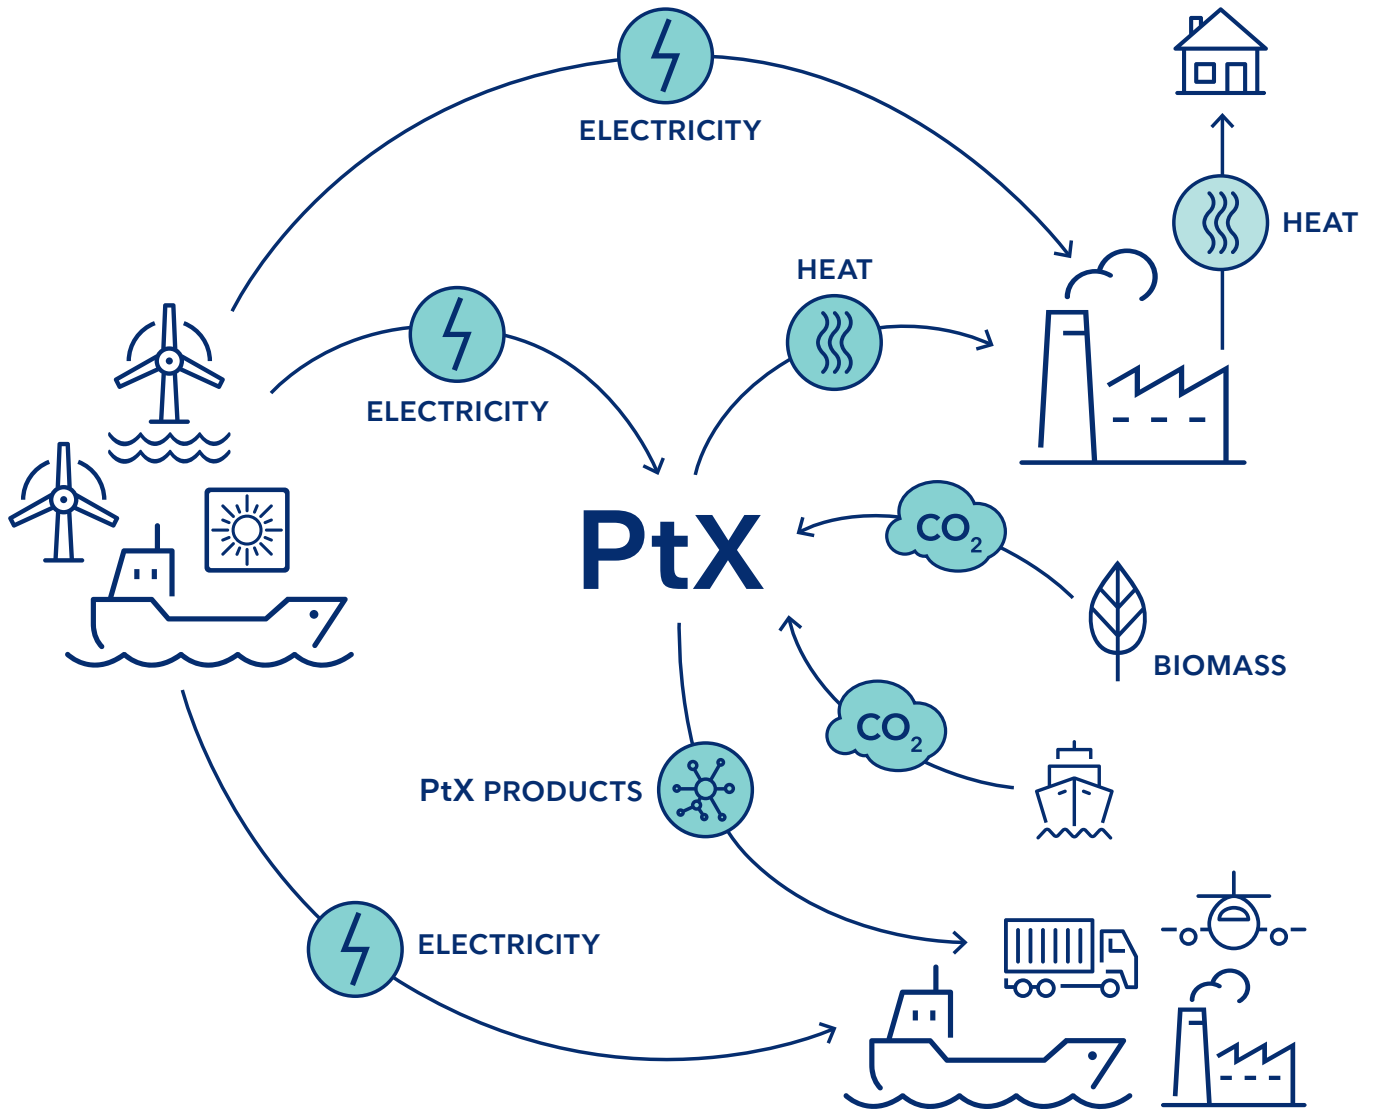 ELECTRICITY
HEAT
HEAT
ELECTRICITY
PtX
CO2
BIOMASS
CO2
PtX PRODUCTS
ELECTRICITY